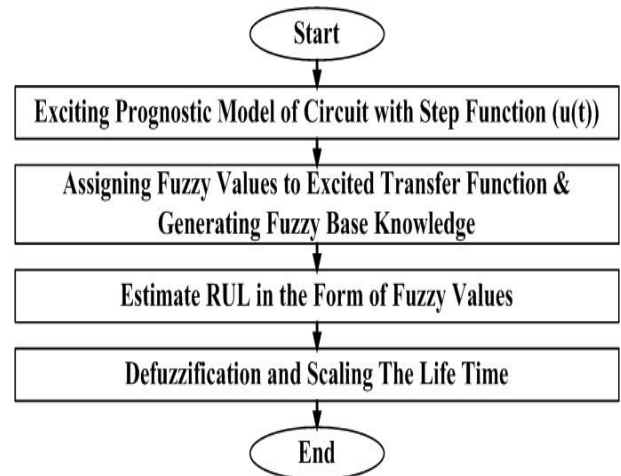 Start
Exciting Prognostic Model of Circuit with Step Function (u(t))
Assigning Fuzzy Values to Excited Transfer Function &
Generating Fuzzy Base Knowledge
Estimate RUL in the Form of Fuzzy Values
Defuzzification and Scaling The Life Time
End